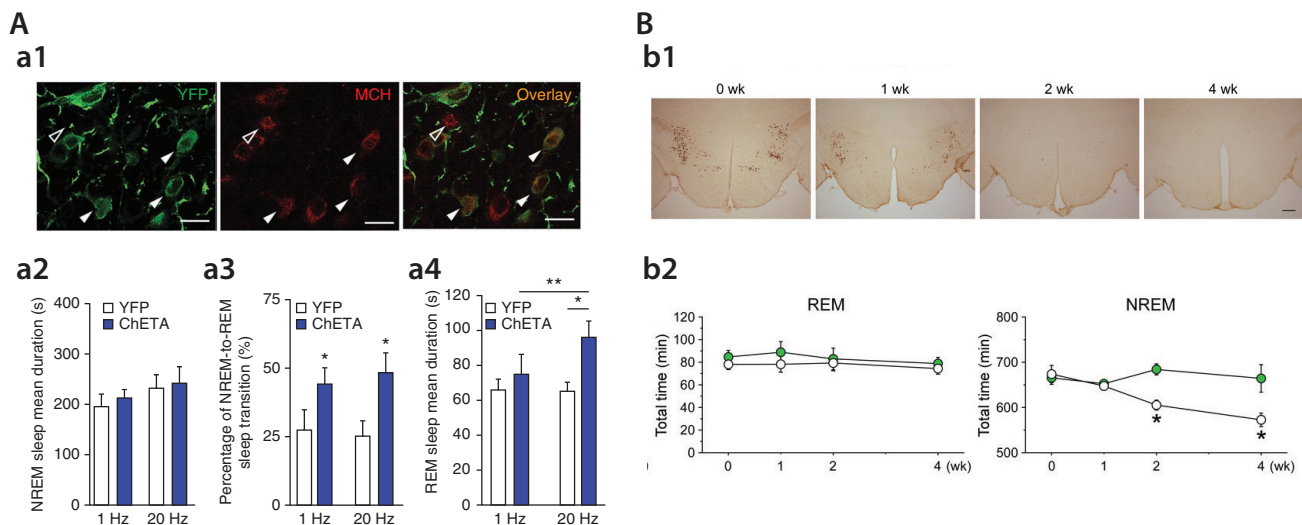 A
B
a1
b1
YFP
MCH
Overlay
0 wk
1 wk
2 wk
4 wk
a2
a3
a4
b2
NREM sleep mean duration (s)
400
300
200
100
0
YFP
ChETA
1 Hz
20 Hz
Percentage of NREM-to-REM
sleep transition (%)
75
50
25
0
YFP
ChETA
*
*
1 Hz
20 Hz
REM sleep mean duration (s)
120
100
80
60
40
20
0
**
*
YFP
ChETA
1 Hz
20 Hz
REM
Total time (min)
120
100
80
60
40
20
0
0
1
2
4 (wk)
NREM
Total time (min)
800
700
600
500
*
*
0
1
2
4 (wk)